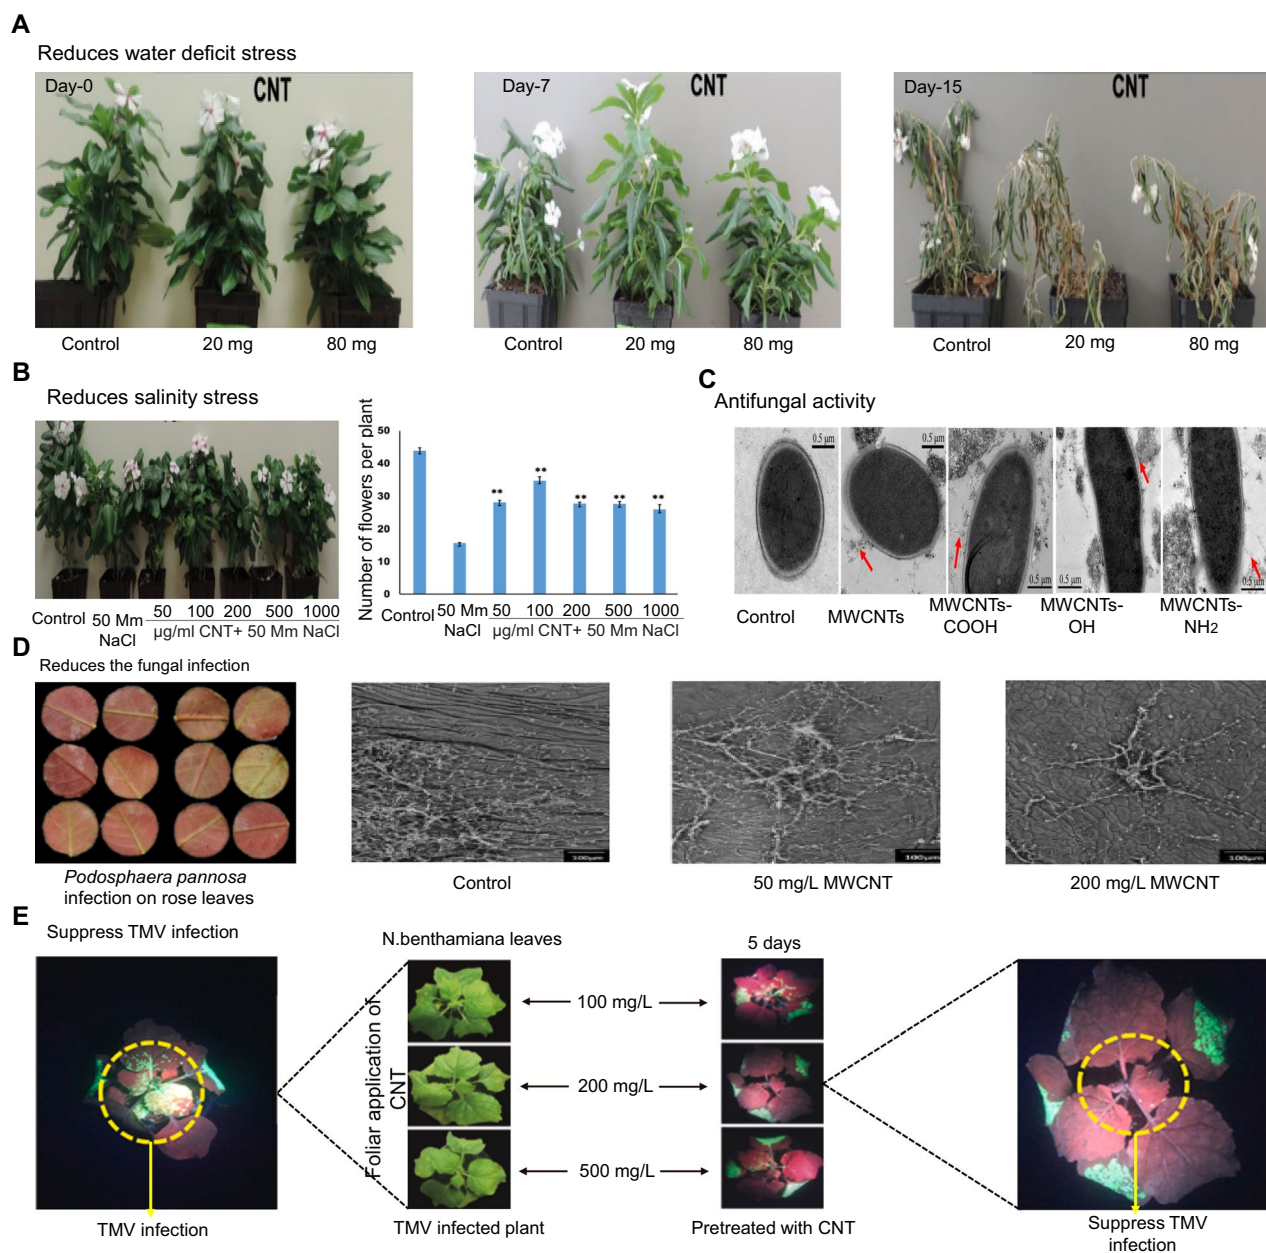 A
Reduces water deficit stress
Day-0
CNT
Day-7
CNT
Day-15
CNT
Control
20 mg
80 mg
Control
20 mg
80 mg
Control
20 mg
80 mg
B
Reduces salinity stress
Control
50 Mm
NaCl
50 100 200 500 1000
µg/ml CNT+ 50 Mm NaCl
Number of flowers per plant
50
40
30
20
10
0
**
**
**
**
**
Control
50 Mm
NaCl
50 100 200 500 1000
µg/ml CNT+ 50 Mm NaCl
C
Antifungal activity
0.5 µm
0.5 µm
0.5 µm
0.5 µm
0.5 µm
Control
MWCNTs
MWCNTs-
COOH
MWCNTs-
OH
MWCNTs-
NH2
D
Reduces the fungal infection
Podosphaera pannosa
infection on rose leaves
100µm
Control
100µm
50 mg/L MWCNT
100µm
200 mg/L MWCNT
E
Suppress TMV infection
TMV infection
Foliar application of
CNT
N.benthamiana leaves
TMV infected plant
100 mg/L
200 mg/L
500 mg/L
5 days
Pretreated with CNT
Suppress TMV
infection